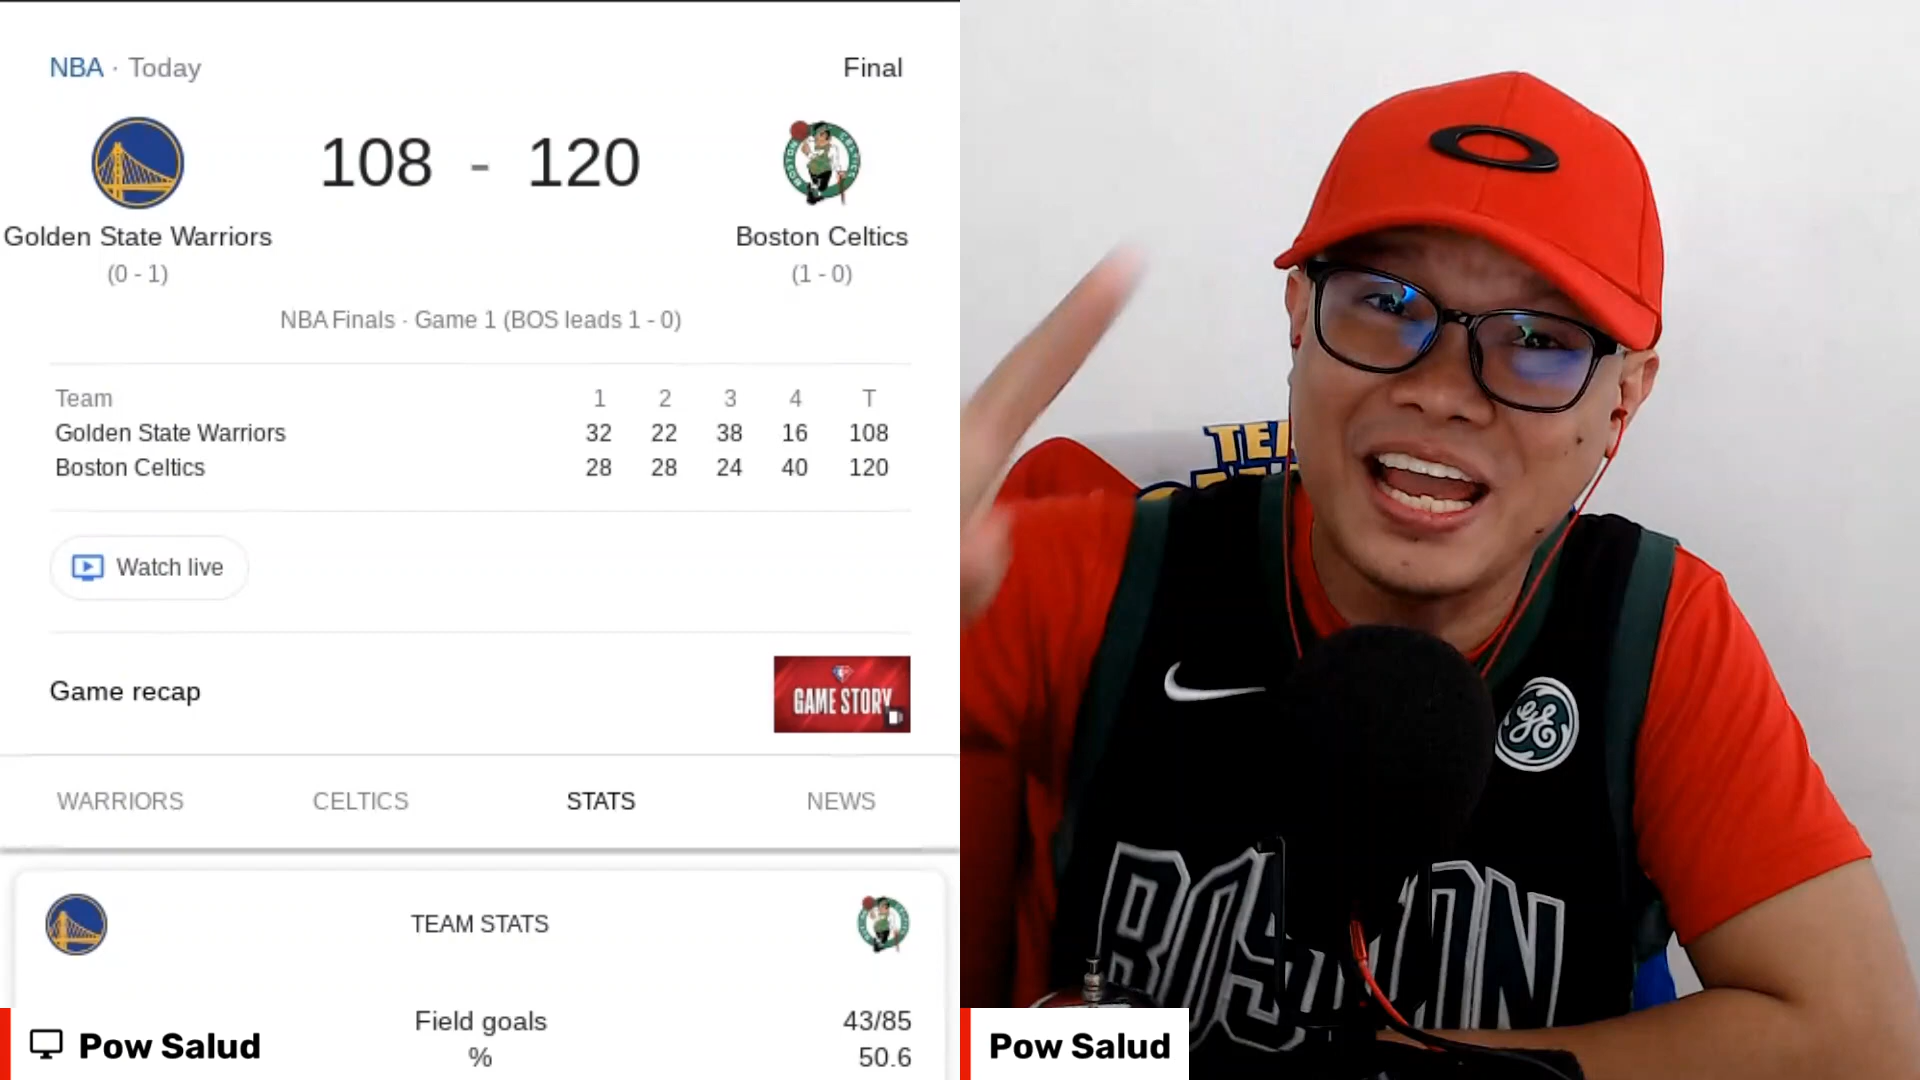 NBA · Today
Final
108 - 120
Golden State Warriors
Boston Celtics
(0 - 1)
(1 - 0)
NBA Finals · Game 1 (BOS leads 1 - 0)
Team 1 2 3 4 T
Golden State Warriors 32 22 38 16 108
Boston Celtics 28 28 24 40 120
Watch live
Game recap
GAME STORY
WARRIORS CELTICS STATS NEWS
TEAM STATS
Field goals 43/85
% 50.6
Pow Salud
GE
Pow Salud